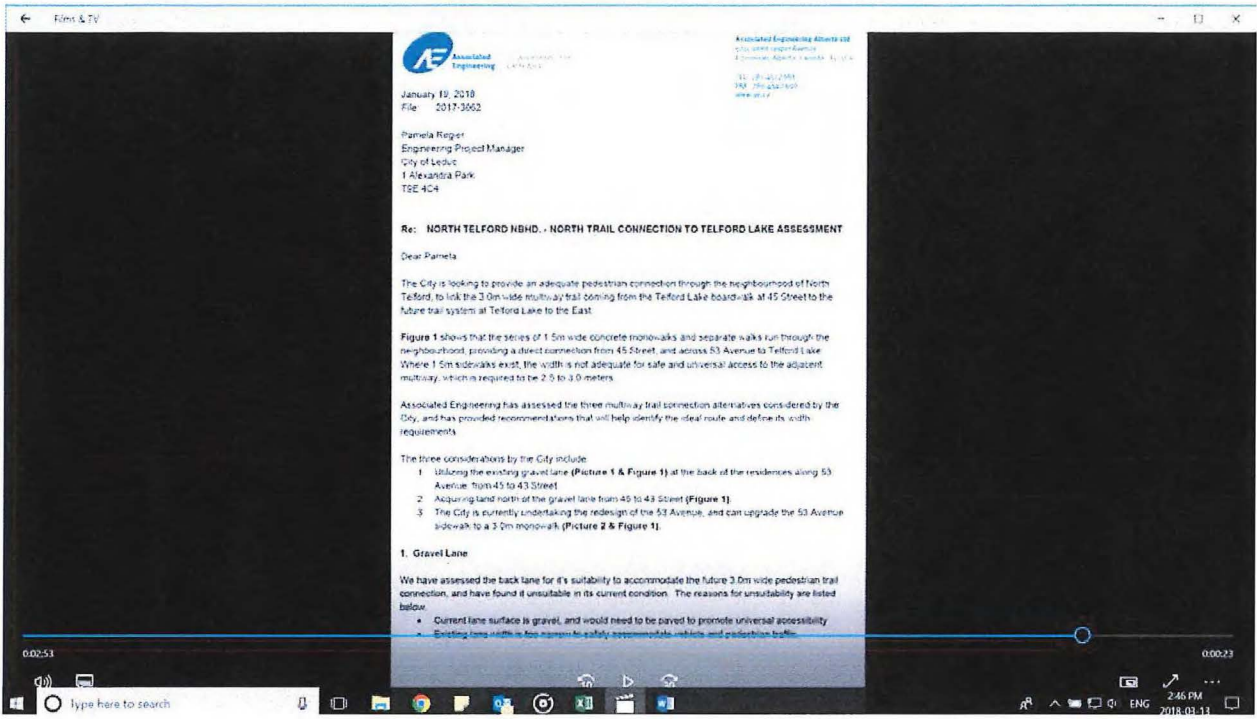 Films & TV
Associated Engineering Alberta Ltd
Associated
Engineering
January 19, 2018
File: 2017-3662
Pamela Regier
Engineering Project Manager
City of Leduc
1 Alexandra Park
T9E 4C4
Re: NORTH TELFORD NBHD. - NORTH TRAIL CONNECTION TO TELFORD LAKE ASSESSMENT
Dear Pamela
The City is looking to provide an adequate pedestrian connection through the neighbourhood of North
Telford, to link the 3.0m wide multiway trail coming from the Telford Lake boardwalk at 45 Street to the
future trail system at Telford Lake to the East
Figure 1 shows that the series of 1.5m wide concrete monowalks and separate walks run through the
neighbourhood, providing a direct connection from 45 Street, and across 53 Avenue to Telford Lake
Where 1.5m sidewalks exist, the width is not adequate for safe and universal access to the adjacent
multiway, which is required to be 2.5 to 3.0 meters
Associated Engineering has assessed the three multiway trail connection alternatives considered by the
City, and has provided recommendations that will help identify the ideal route and define its width
requirements
The three considerations by the City include
1 Utilizing the existing gravel lane (Picture 1 & Figure 1) at the back of the residences along 53
Avenue from 45 to 43 Street
2 Acquiring land north of the gravel lane from 45 to 43 Street (Figure 1).
3 The City is currently undertaking the redesign of the 53 Avenue, and can upgrade the 53 Avenue
sidewalk to a 3.0m monowalk (Picture 2 & Figure 1).
1. Gravel Lane
We have assessed the back lane for it's suitability to accommodate the future 3.0m wide pedestrian trail
connection, and have found it unsuitable in its current condition. The reasons for unsuitability are listed
below.
• Current lane surface is gravel, and would need to be paved to promote universal accessibility
• Existing lane width is too narrow to safely accommodate vehicle and pedestrian traffic
0:02:53
0:00:23
10
30
Type here to search
ENG
2:46 PM
2018-03-13